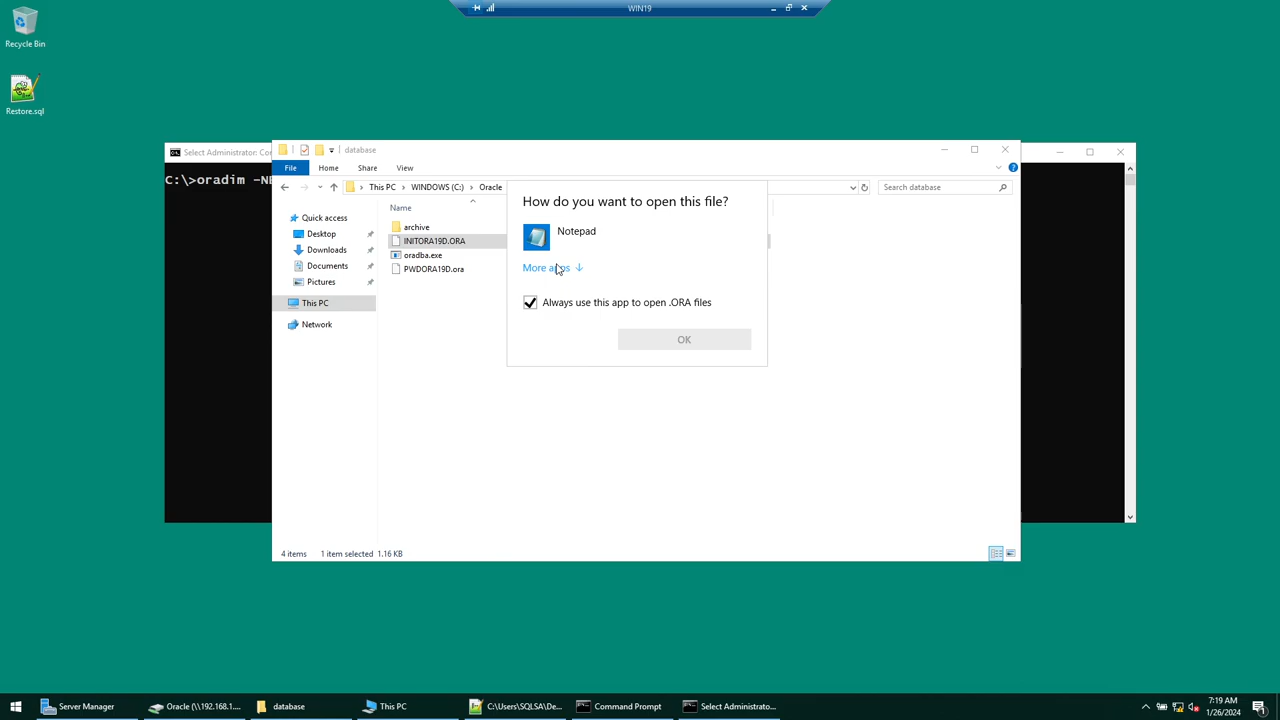 WIN19
Recycle Bin
Restore.sql
Select Administrator: Co
C:\>oradim -NE
database
File
Home
Share
View
This PC
WINDOWS (C:)
Oracle
Search database
Quick access
Desktop
Downloads
Documents
Pictures
This PC
Network
Name
archive
INITORA19D.ORA
oradba.exe
PWDORA19D.ora
How do you want to open this file?
Notepad
More apps
Always use this app to open .ORA files
OK
4 items
1 item selected 1.16 KB
Server Manager
Oracle (\\192.168.1....
database
This PC
C:\Users\SQLSA\De...
Command Prompt
Select Administrato...
7:19 AM
1/26/2024